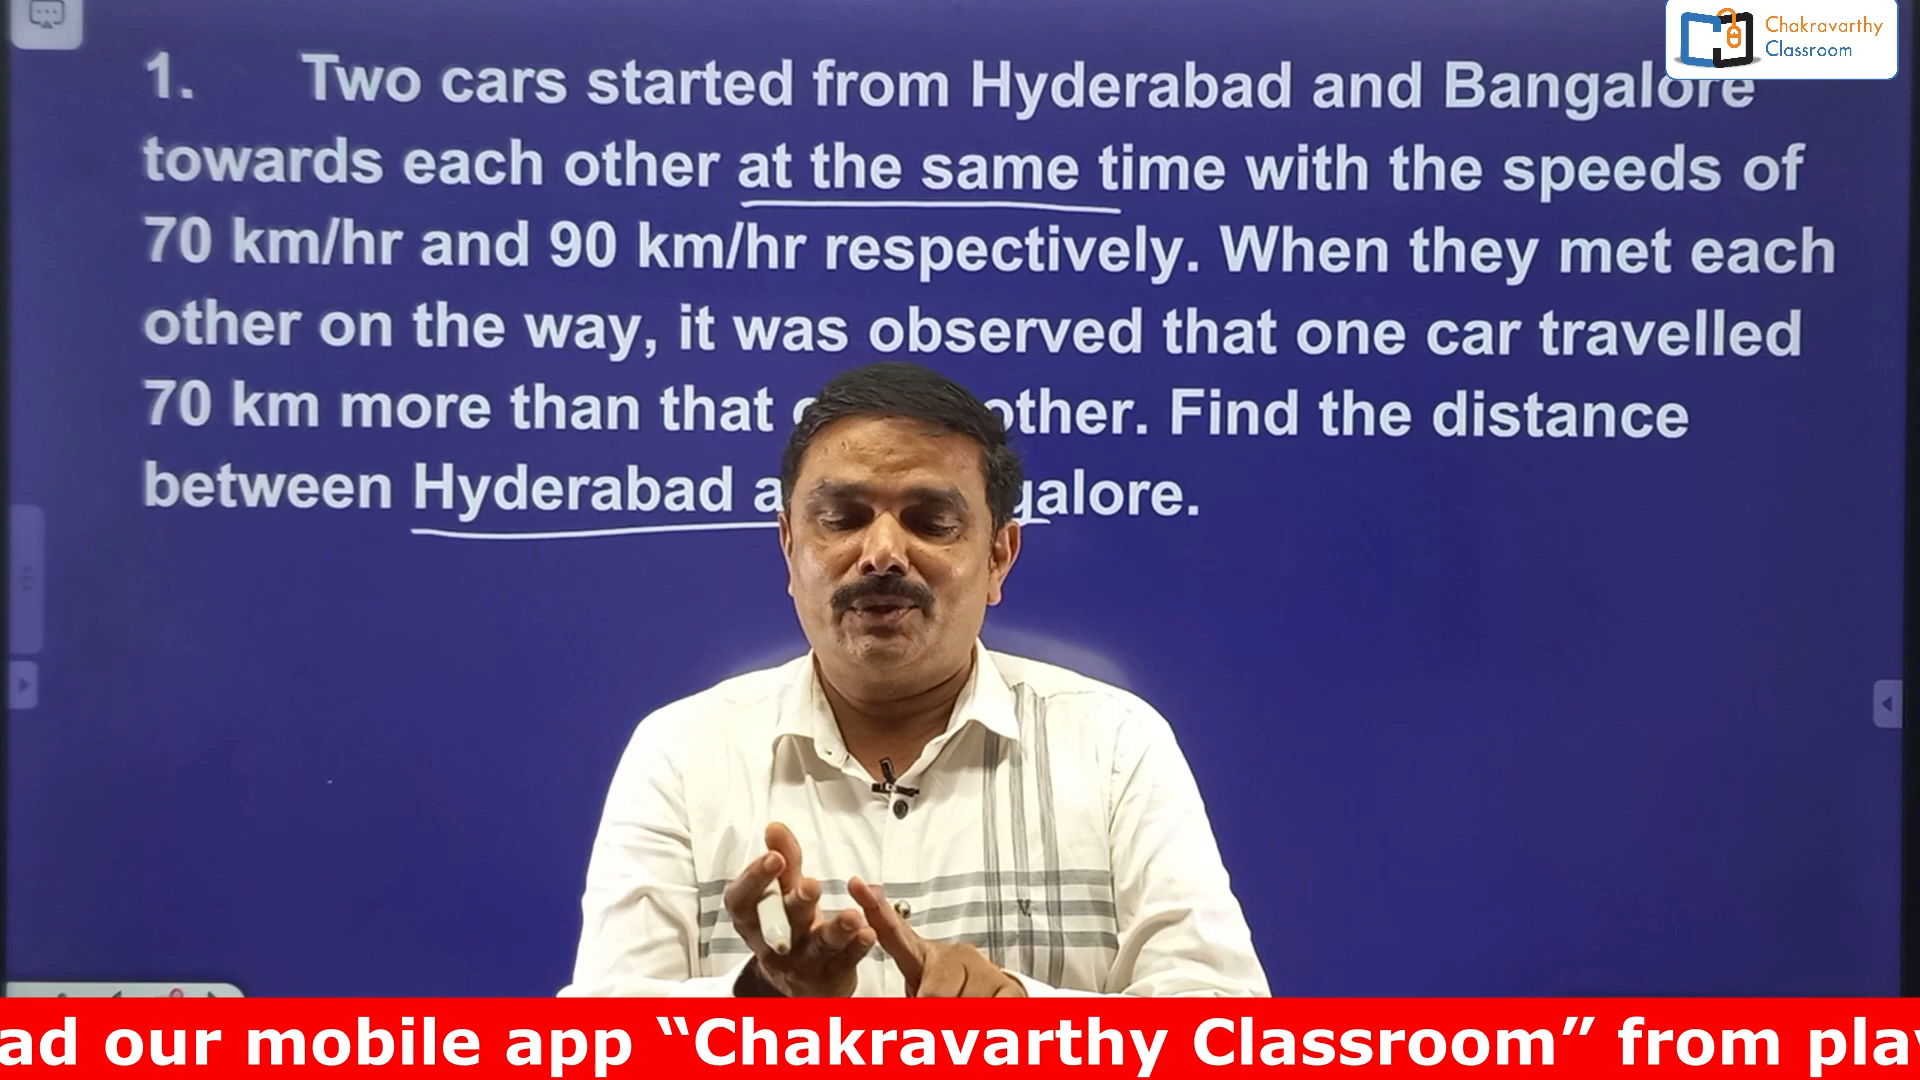 Chakravarthy
Classroom
1. Two cars started from Hyderabad and Bangalore
towards each other at the same time with the speeds of
70 km/hr and 90 km/hr respectively. When they met each
other on the way, it was observed that one car travelled
70 km more than that other. Find the distance
between Hyderabad a galore.
ad our mobile app “Chakravarthy Classroom” from play